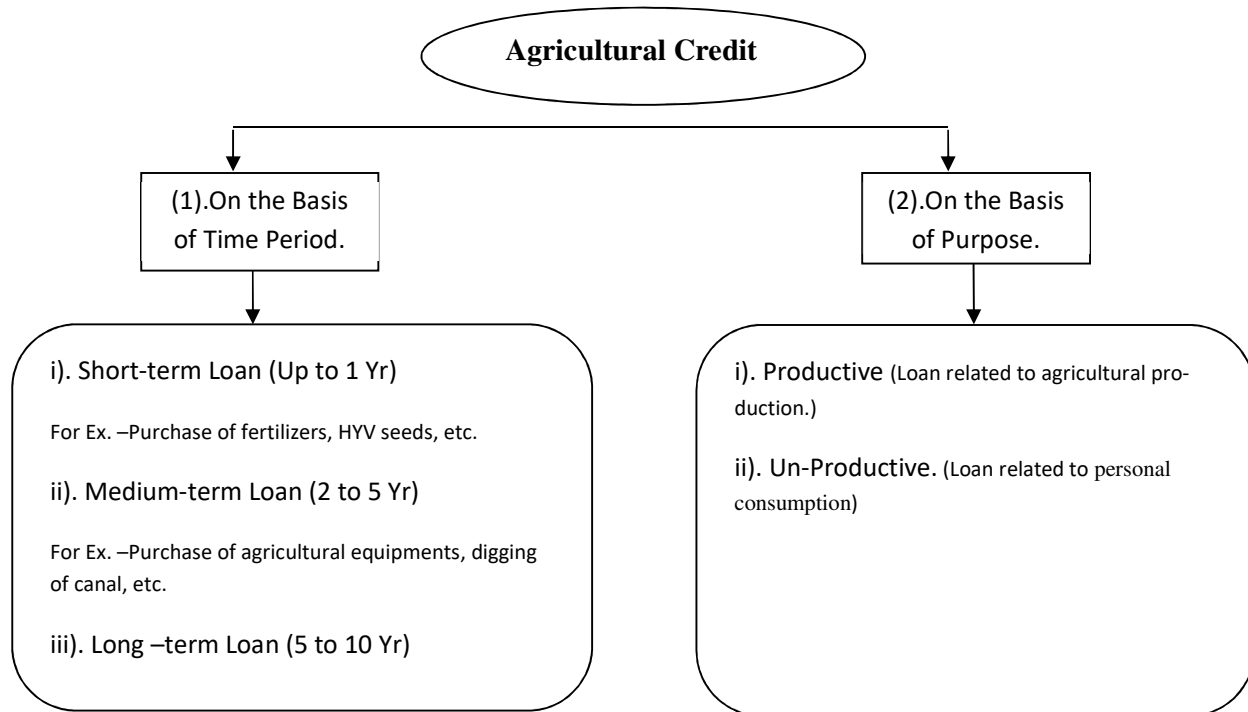 Agricultural Credit
(1).On the Basis
of Time Period.
(2).On the Basis
of Purpose.
i). Short-term Loan (Up to 1 Yr)
For Ex. –Purchase of fertilizers, HYV seeds, etc.
ii). Medium-term Loan (2 to 5 Yr)
For Ex. –Purchase of agricultural equipments, digging
of canal, etc.
iii). Long –term Loan (5 to 10 Yr)
i). Productive (Loan related to agricultural pro-
duction.)
ii). Un-Productive. (Loan related to personal
consumption)